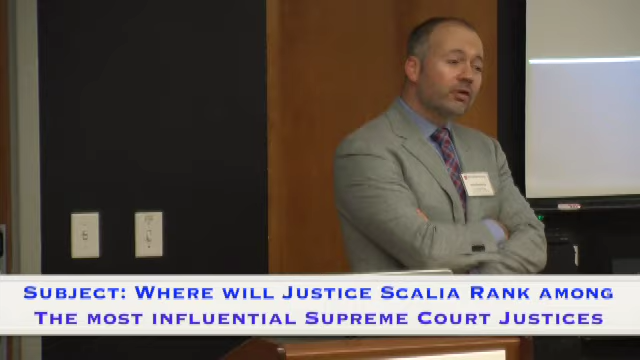 Subject: Where will Justice Scalia Rank among
The most influential Supreme Court Justices